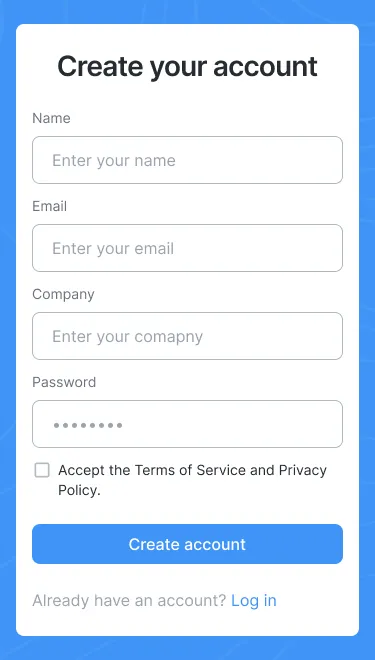 Create your account
Name
Enter your name
Email
Enter your email
Company
Enter your comapny
Password
Accept the Terms of Service and Privacy
Policy.
Create account
Already have an account? Log in